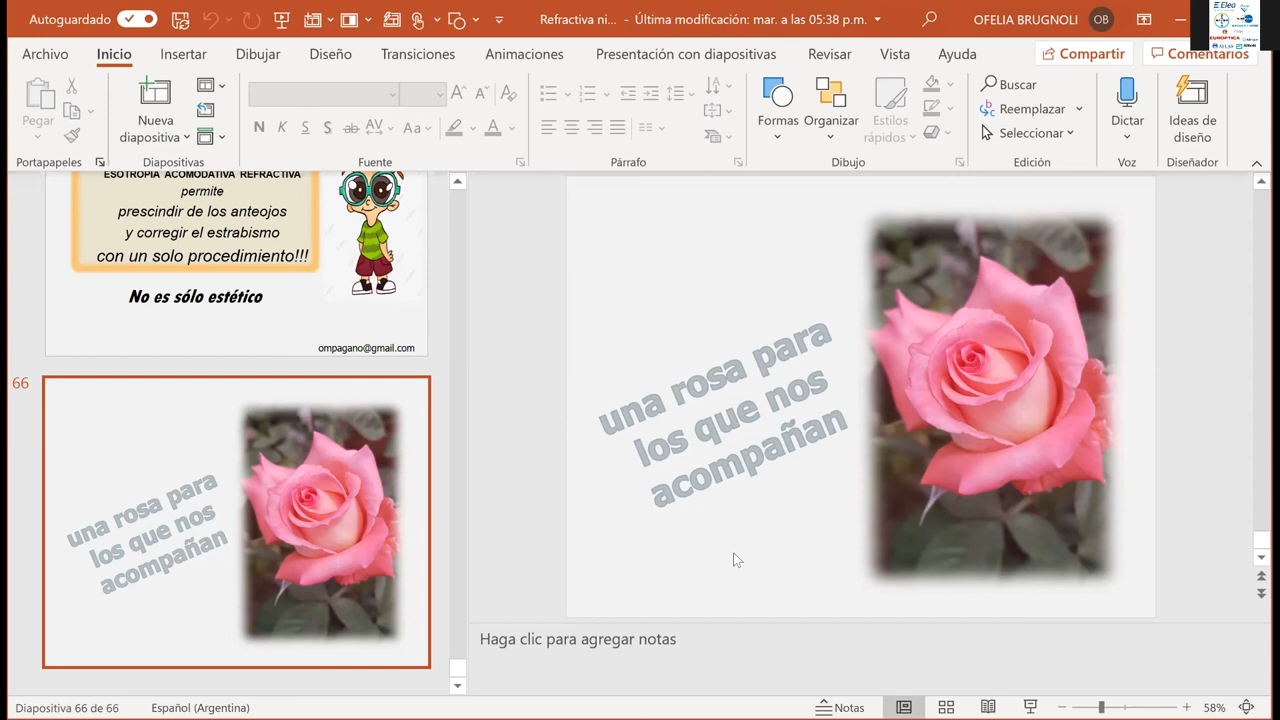 Autoguardado
Refractiva ni... - Última modificación: mar. a las 05:38 p.m.
OFELIA BRUGNOLI
OB
Archivo
Inicio
Insertar
Dibujar
Diseño
Transiciones
Animaciones
Presentación con diapositivas
Revisar
Vista
Ayuda
Compartir
Comentarios
Pegar
Nueva
diapositiva
Formas
Organizar
Estilos
rápidos
Buscar
Reemplazar
Seleccionar
Dictar
Ideas de
diseño
Portapapeles
Diapositivas
Fuente
Párrafo
Dibujo
Edición
Voz
Diseñador
ESOTROPIA ACOMODATIVA REFRACTIVA
permite
prescindir de los anteojos
y corregir el estrabismo
con un solo procedimiento!!!
No es sólo estético
ompagano@gmail.com
66
una rosa para
los que nos
acompañan
una rosa para
los que nos
acompañan
Haga clic para agregar notas
Diapositiva 66 de 66
Español (Argentina)
Notas
58%